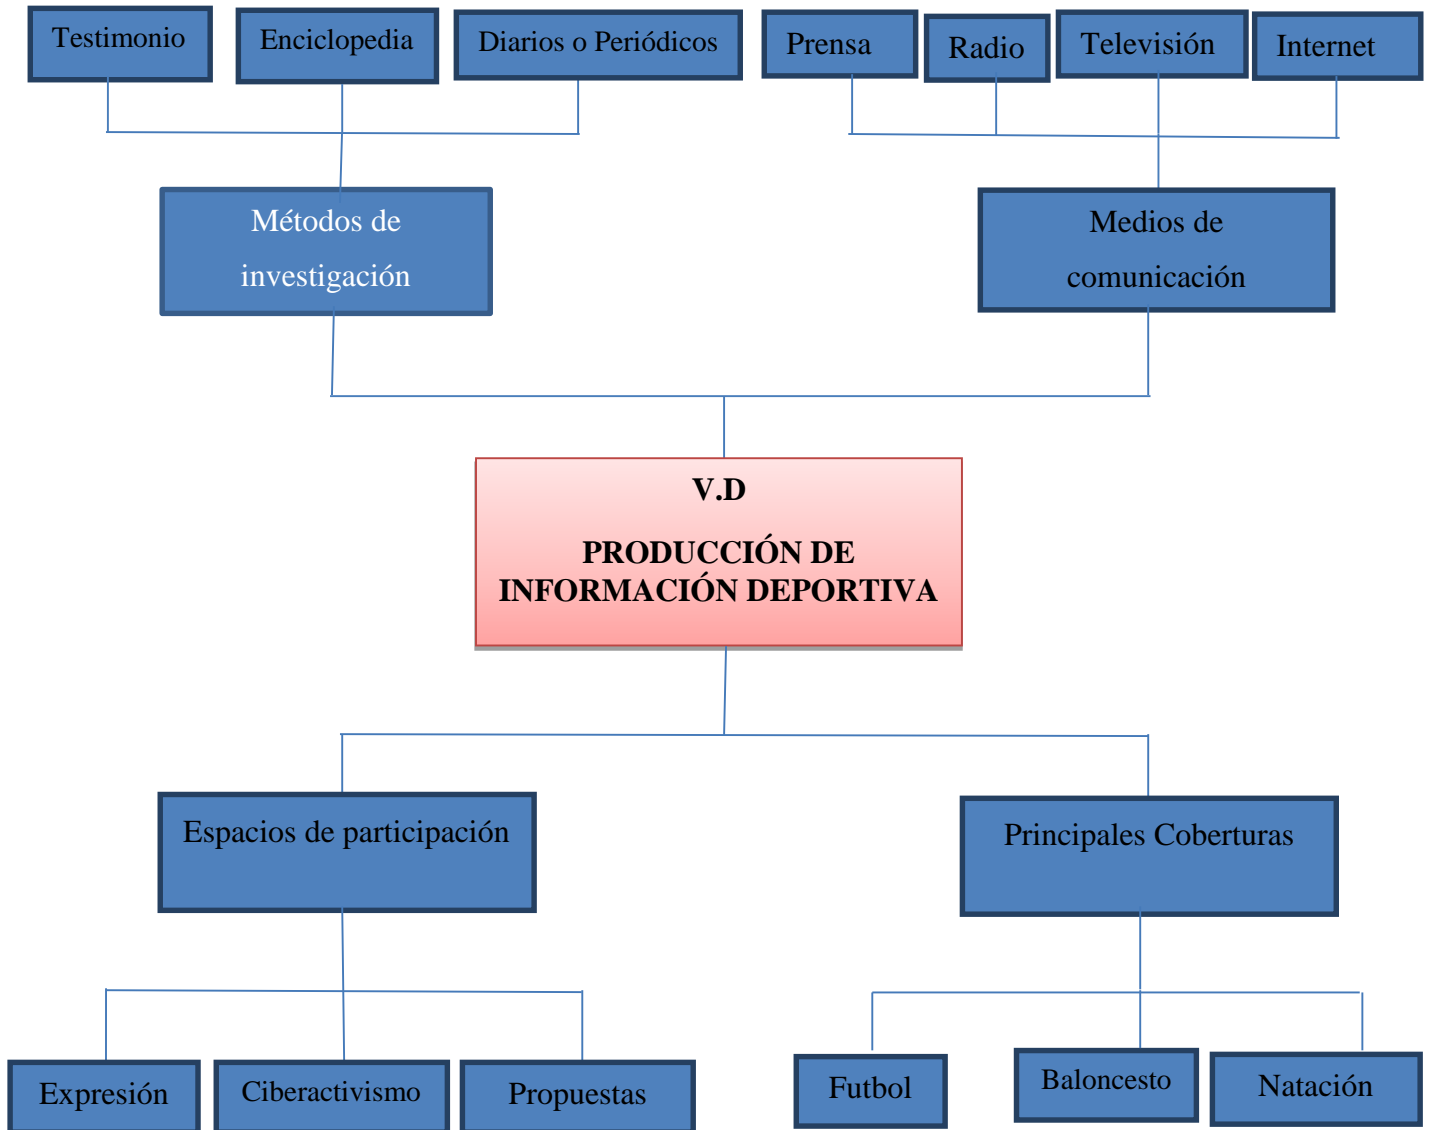 Testimonio
Enciclopedia
Diarios o Periódicos
Prensa
Radio
Televisión
Internet
Métodos de
investigación
Medios de
comunicación
V.D
PRODUCCIÓN DE
INFORMACIÓN DEPORTIVA
Espacios de participación
Principales Coberturas
Expresión
Ciberactivismo
Propuestas
Futbol
Baloncesto
Natación